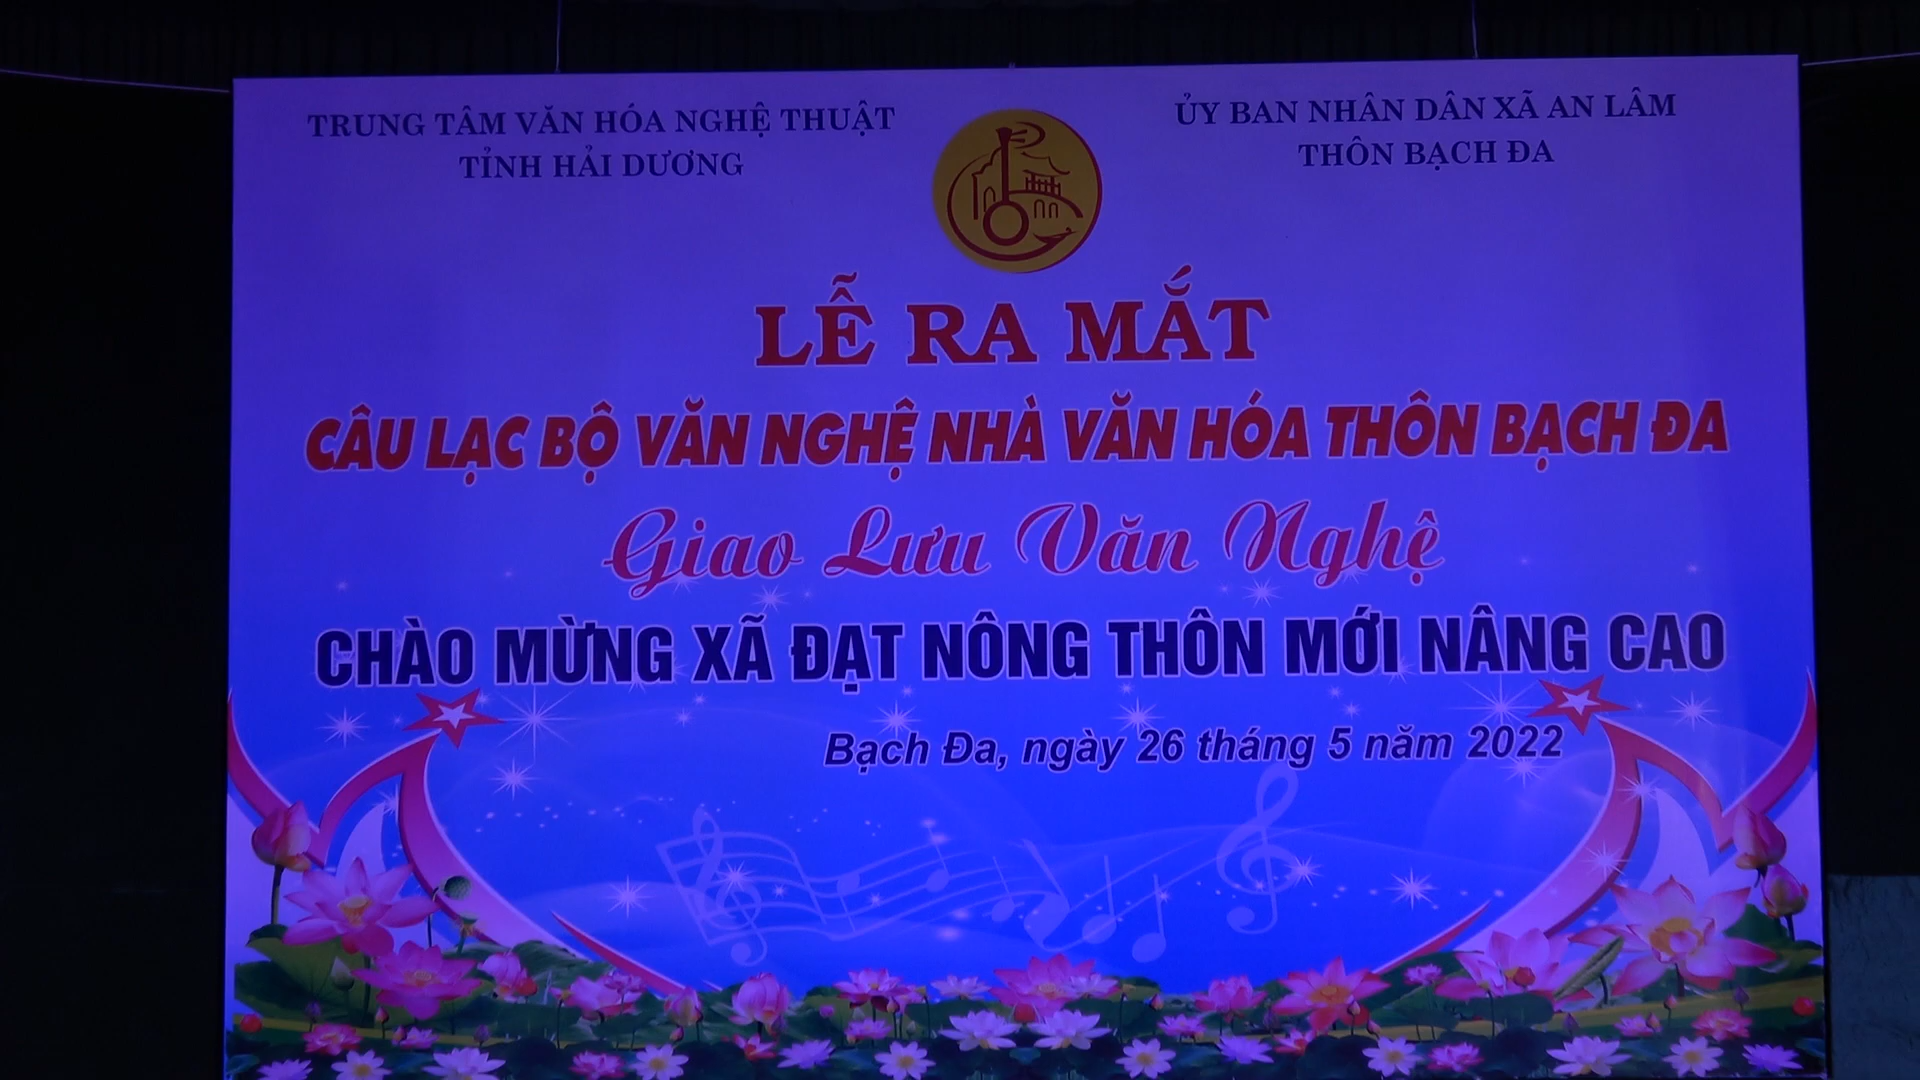 TRUNG TÂM VĂN HÓA NGHỆ THUẬT
TỈNH HẢI DƯƠNG
ỦY BAN NHÂN DÂN XÃ AN LÂM
THÔN BẠCH ĐA
LỄ RA MẮT
CÂU LẠC BỘ VĂN NGHỆ NHÀ VĂN HÓA THÔN BẠCH ĐA
Giao Lưu Văn Nghệ
CHÀO MỪNG XÃ ĐẠT NÔNG THÔN MỚI NÂNG CAO
Bạch Đa, ngày 26 tháng 5 năm 2022